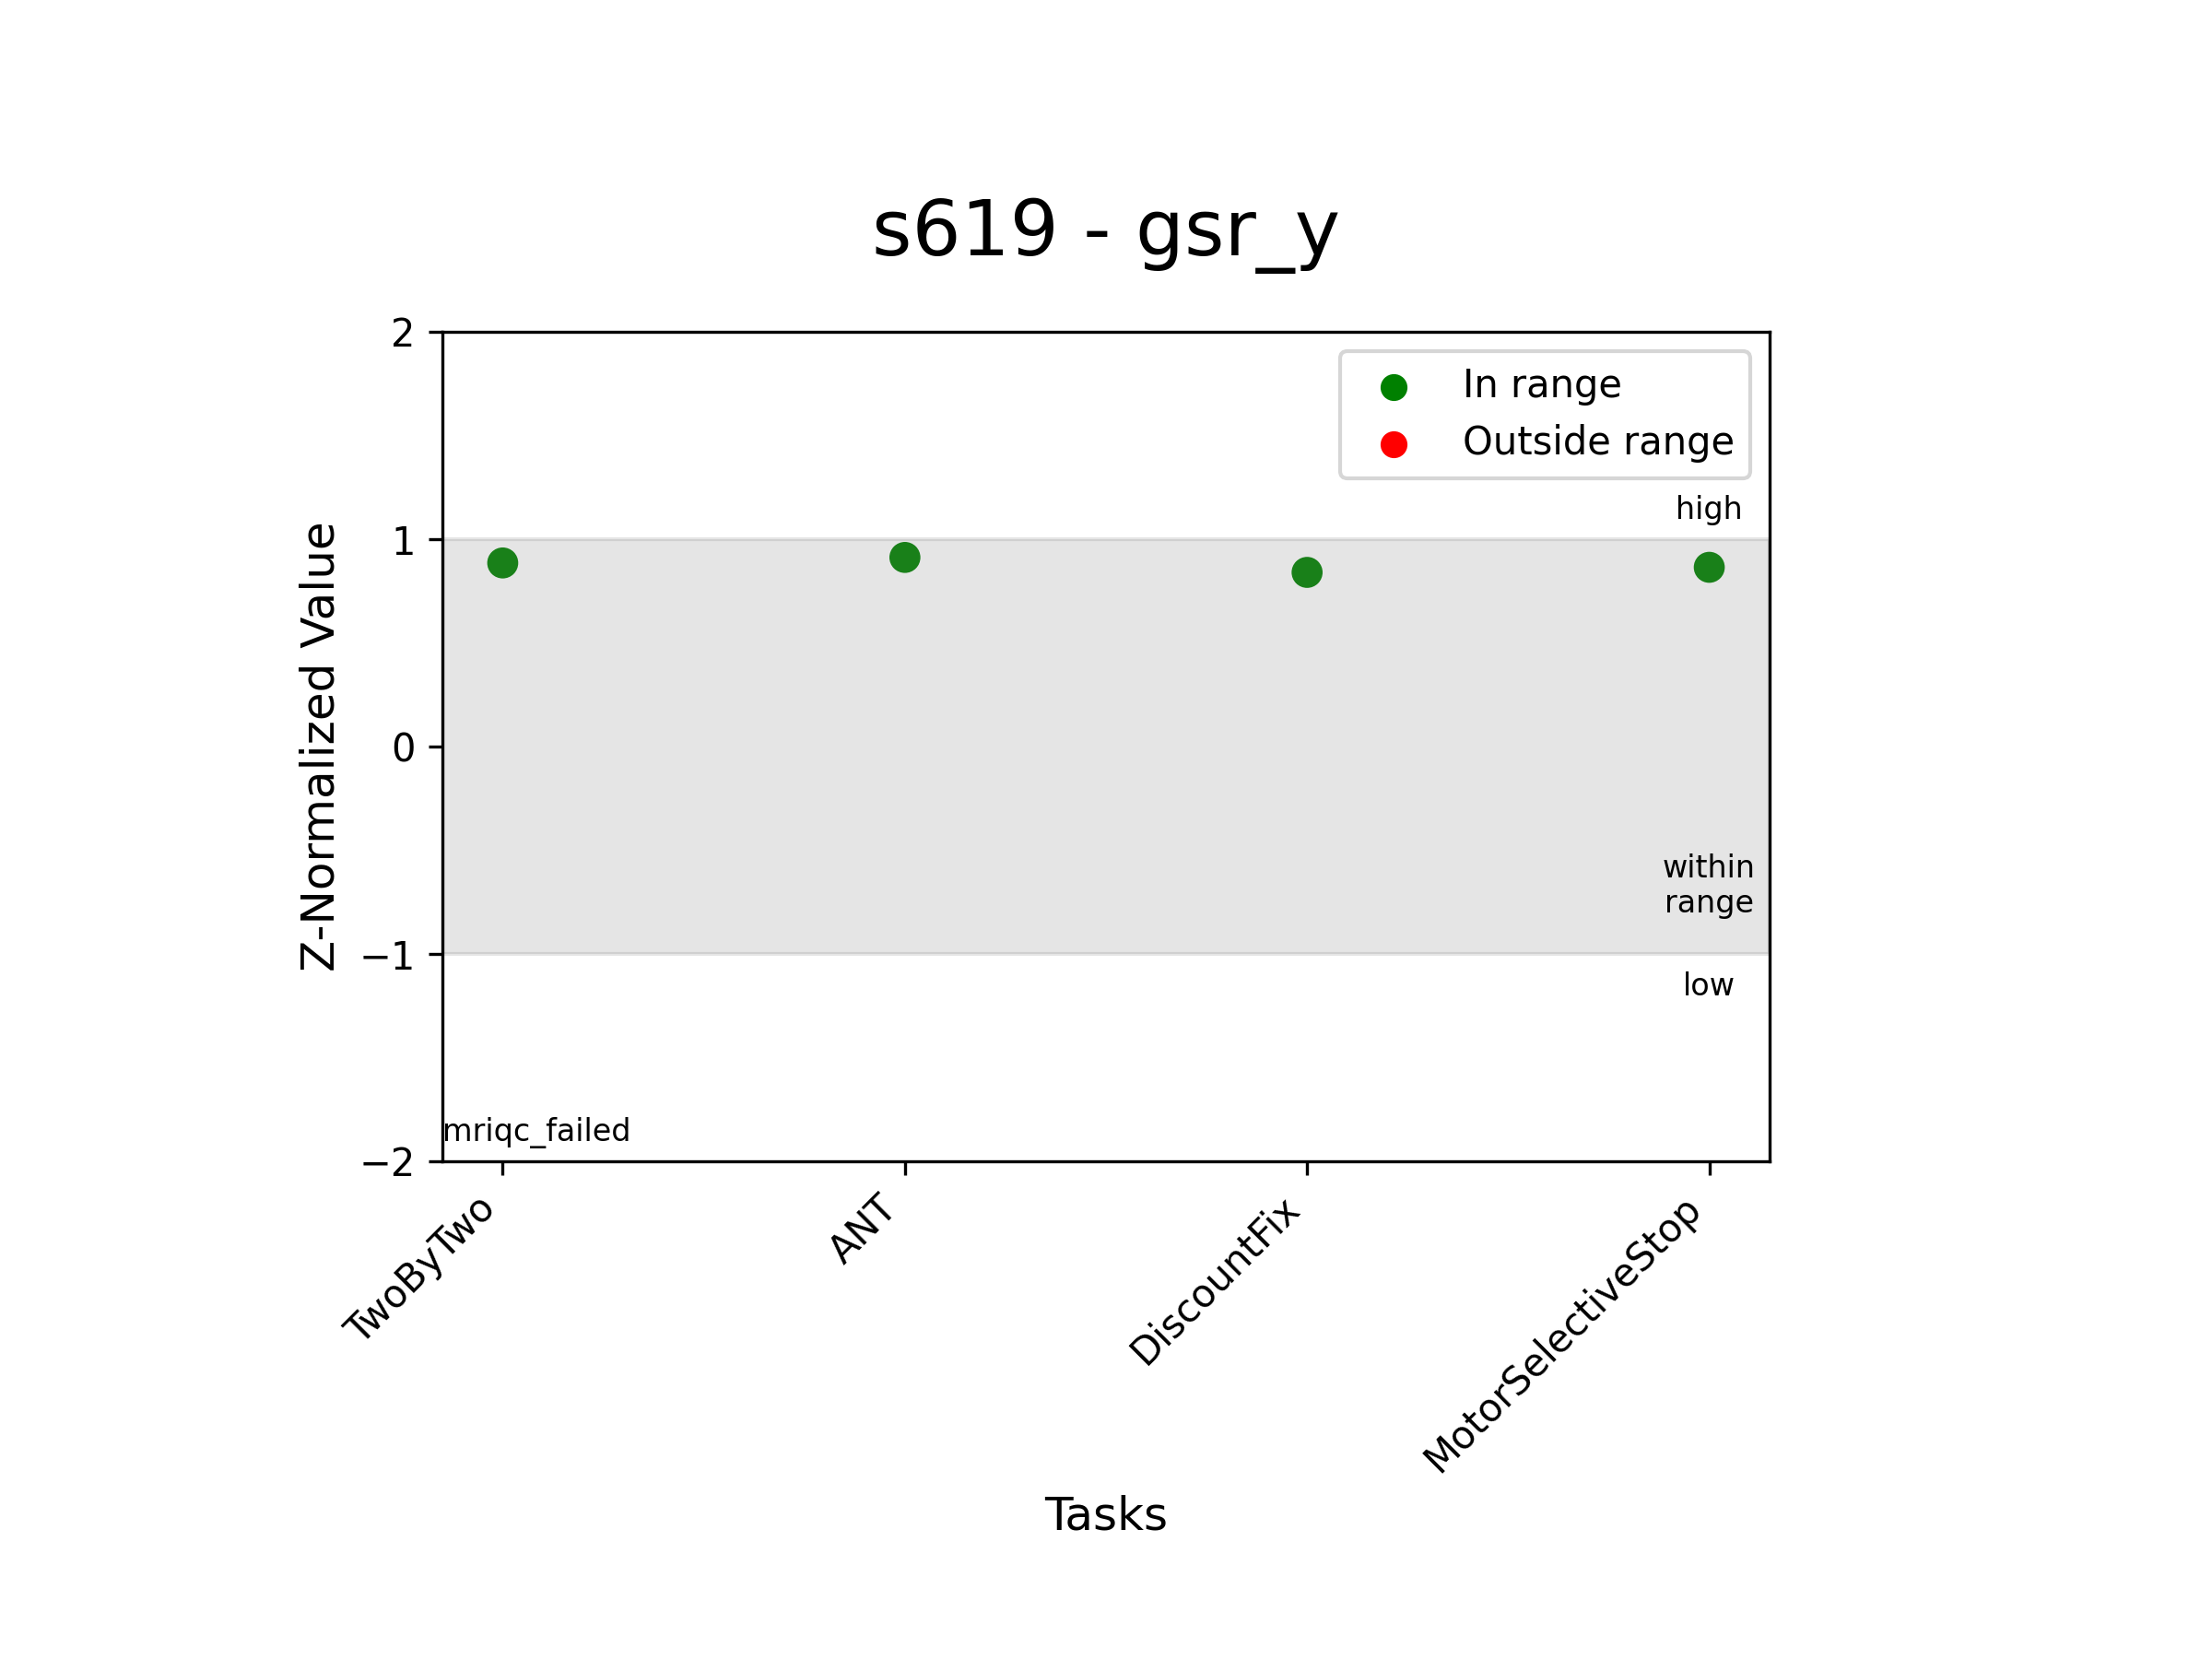 s619 - gsr_y
2
In range
Outside range
high
1
Z-Normalized Value
0
within
range
−1
low
mriqc_failed
−2
TwoByTwo
ANT
DiscountFix
MotorSelectiveStop
Tasks